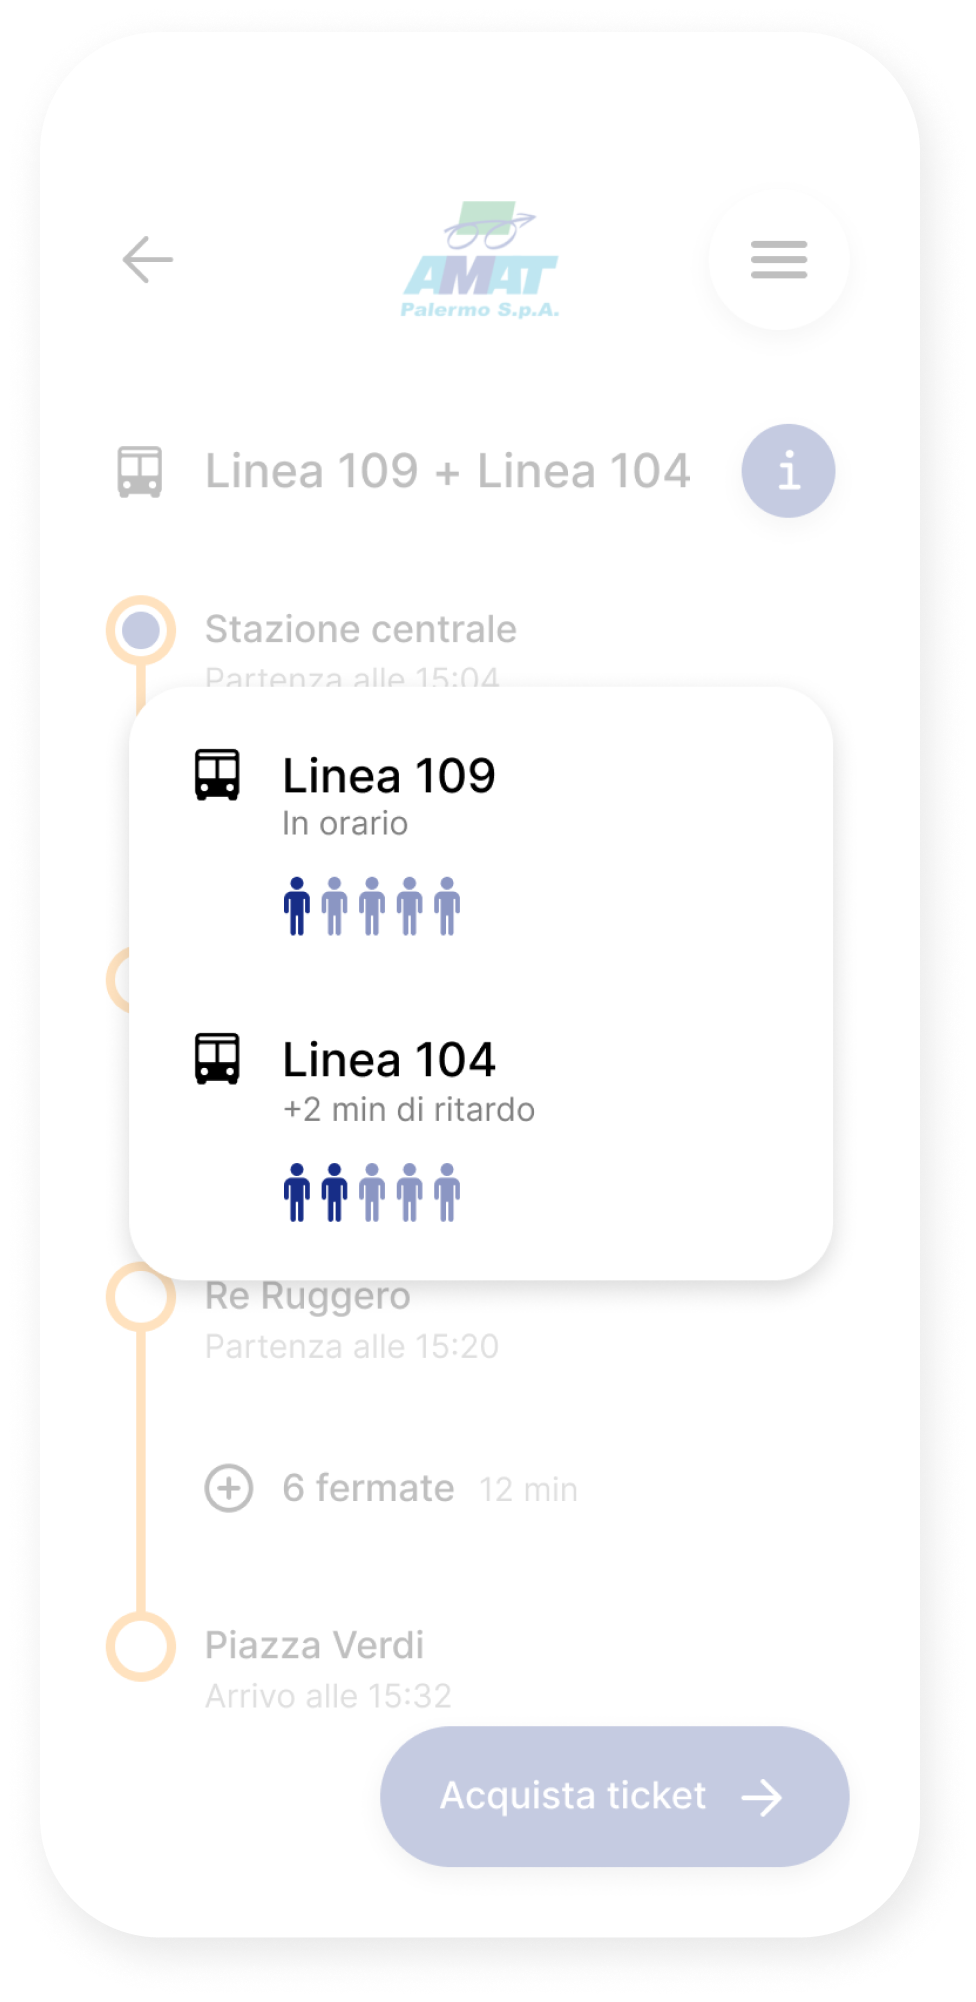 AMAT
Palermo S.p.A.
Linea 109 + Linea 104
i
Stazione centrale
Partenza alle 15:04
Linea 109
In orario
Linea 104
+2 min di ritardo
Re Ruggero
Partenza alle 15:20
6 fermate 12 min
Piazza Verdi
Arrivo alle 15:32
Acquista ticket